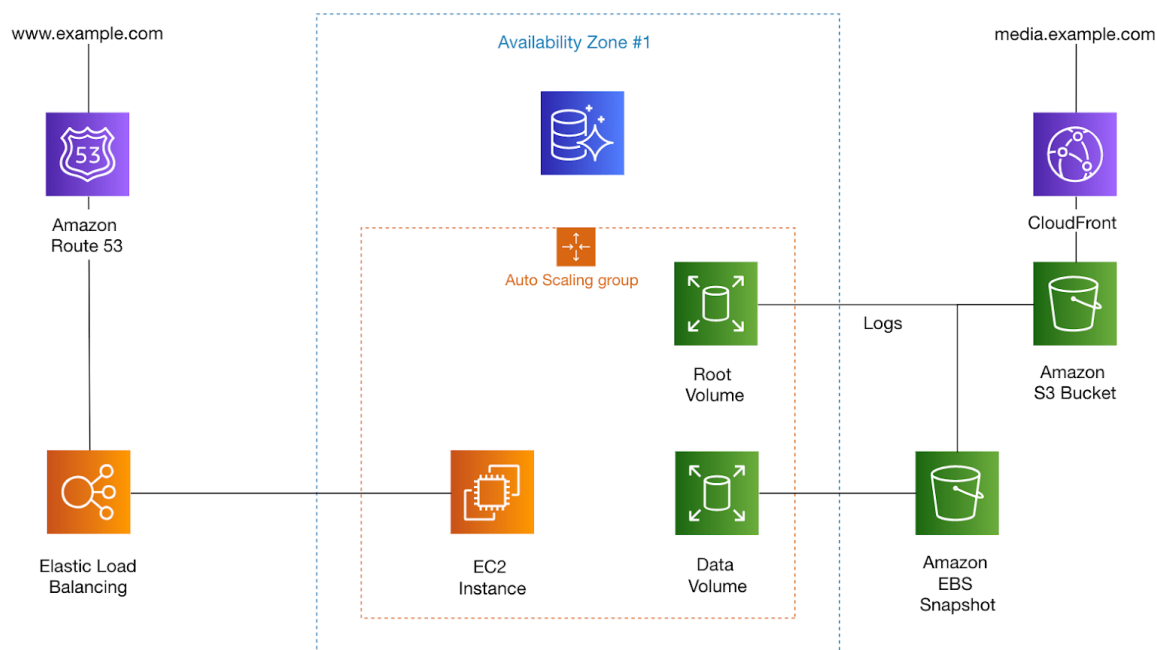 www.example.com
Availability Zone #1
media.example.com
53
Amazon
Route 53
CloudFront
Auto Scaling group
Logs
Root
Volume
Amazon
S3 Bucket
Elastic Load
Balancing
EC2
Instance
Data
Volume
Amazon
EBS
Snapshot